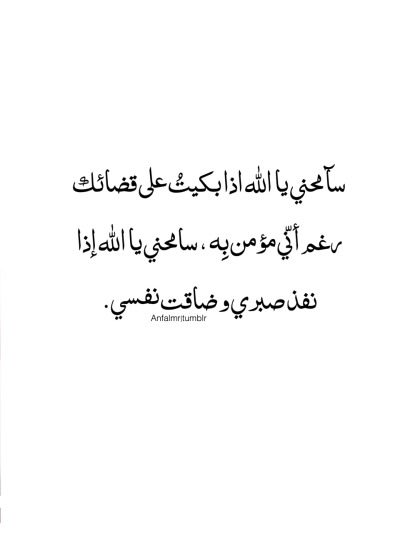 سآمحني يا الله اذا بكيتُ على قضائك
رغم أنّي مؤمن بِه ، سامحني يا الله إذا
نفذ صبري و ضاقت نفسي .
Anfalmr|tumblr